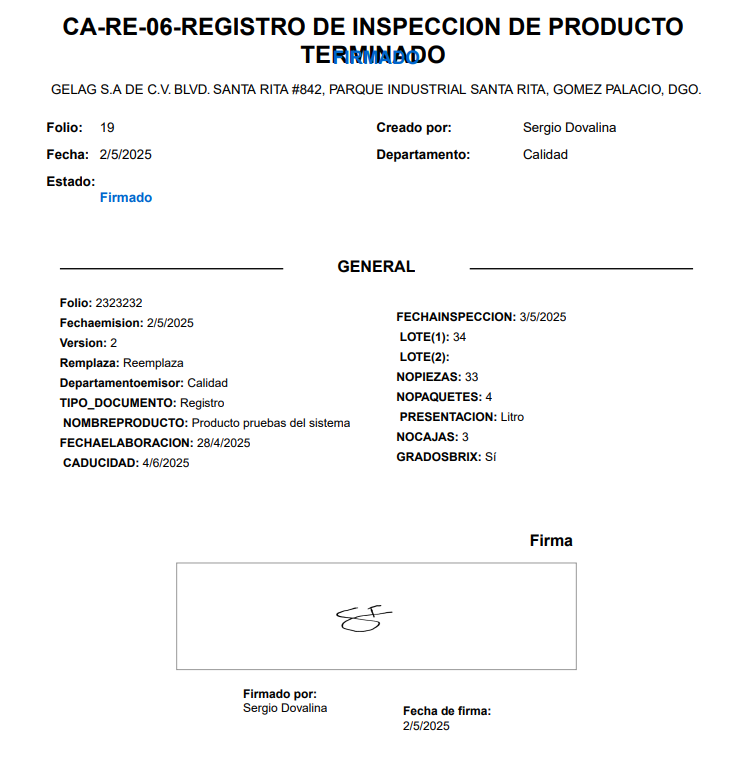 CA-RE-06-REGISTRO DE INSPECCION DE PRODUCTO
TERMINADO
FIRMADO
GELAG S.A DE C.V. BLVD. SANTA RITA #842, PARQUE INDUSTRIAL SANTA RITA, GOMEZ PALACIO, DGO.
Folio: 19
Creado por: Sergio Dovalina
Fecha: 2/5/2025
Departamento: Calidad
Estado:
Firmado
GENERAL
Folio: 2323232
Fechaemision: 2/5/2025
Version: 2
Remplaza: Reemplaza
Departamentoemisor: Calidad
TIPO_DOCUMENTO: Registro
NOMBREPRODUCTO: Producto pruebas del sistema
FECHAELABORACION: 28/4/2025
CADUCIDAD: 4/6/2025
FECHAINSPECCION: 3/5/2025
LOTE(1): 34
LOTE(2):
NOPIEZAS: 33
NOPAQUETES: 4
PRESENTACION: Litro
NOCAJAS: 3
GRADOSBRIX: Sí
Firma
Firmado por:
Sergio Dovalina
Fecha de firma:
2/5/2025